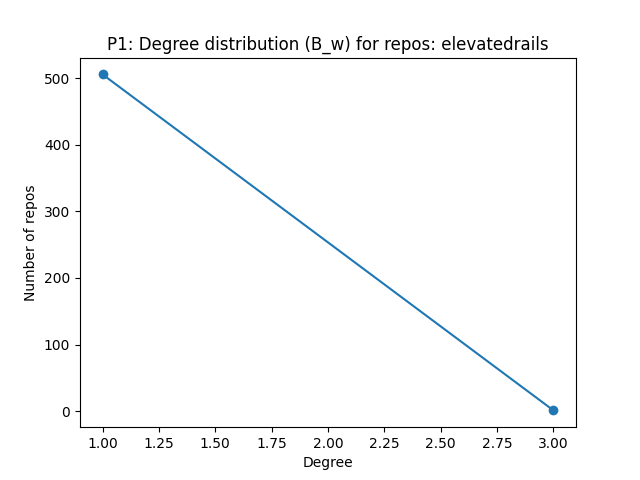 P1: Degree distribution (B_w) for repos: elevatedrails
500
400
300
200
100
0
Number of repos
1.00 1.25 1.50 1.75 2.00 2.25 2.50 2.75 3.00
Degree